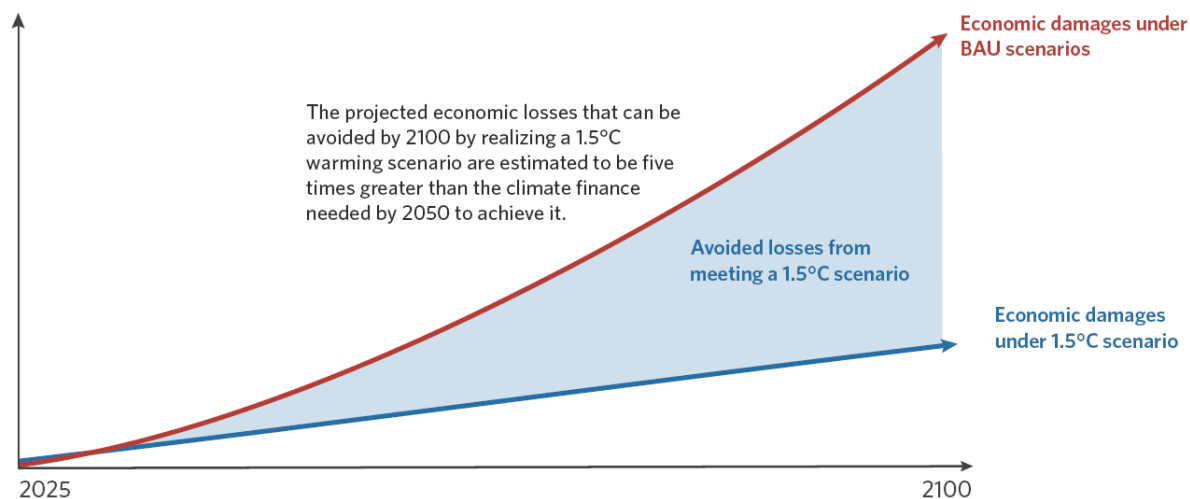 Economic damages under
BAU scenarios
The projected economic losses that can be
avoided by 2100 by realizing a 1.5°C
warming scenario are estimated to be five
times greater than the climate finance
needed by 2050 to achieve it.
Avoided losses from
meeting a 1.5°C scenario
Economic damages
under 1.5°C scenario
2025
2100